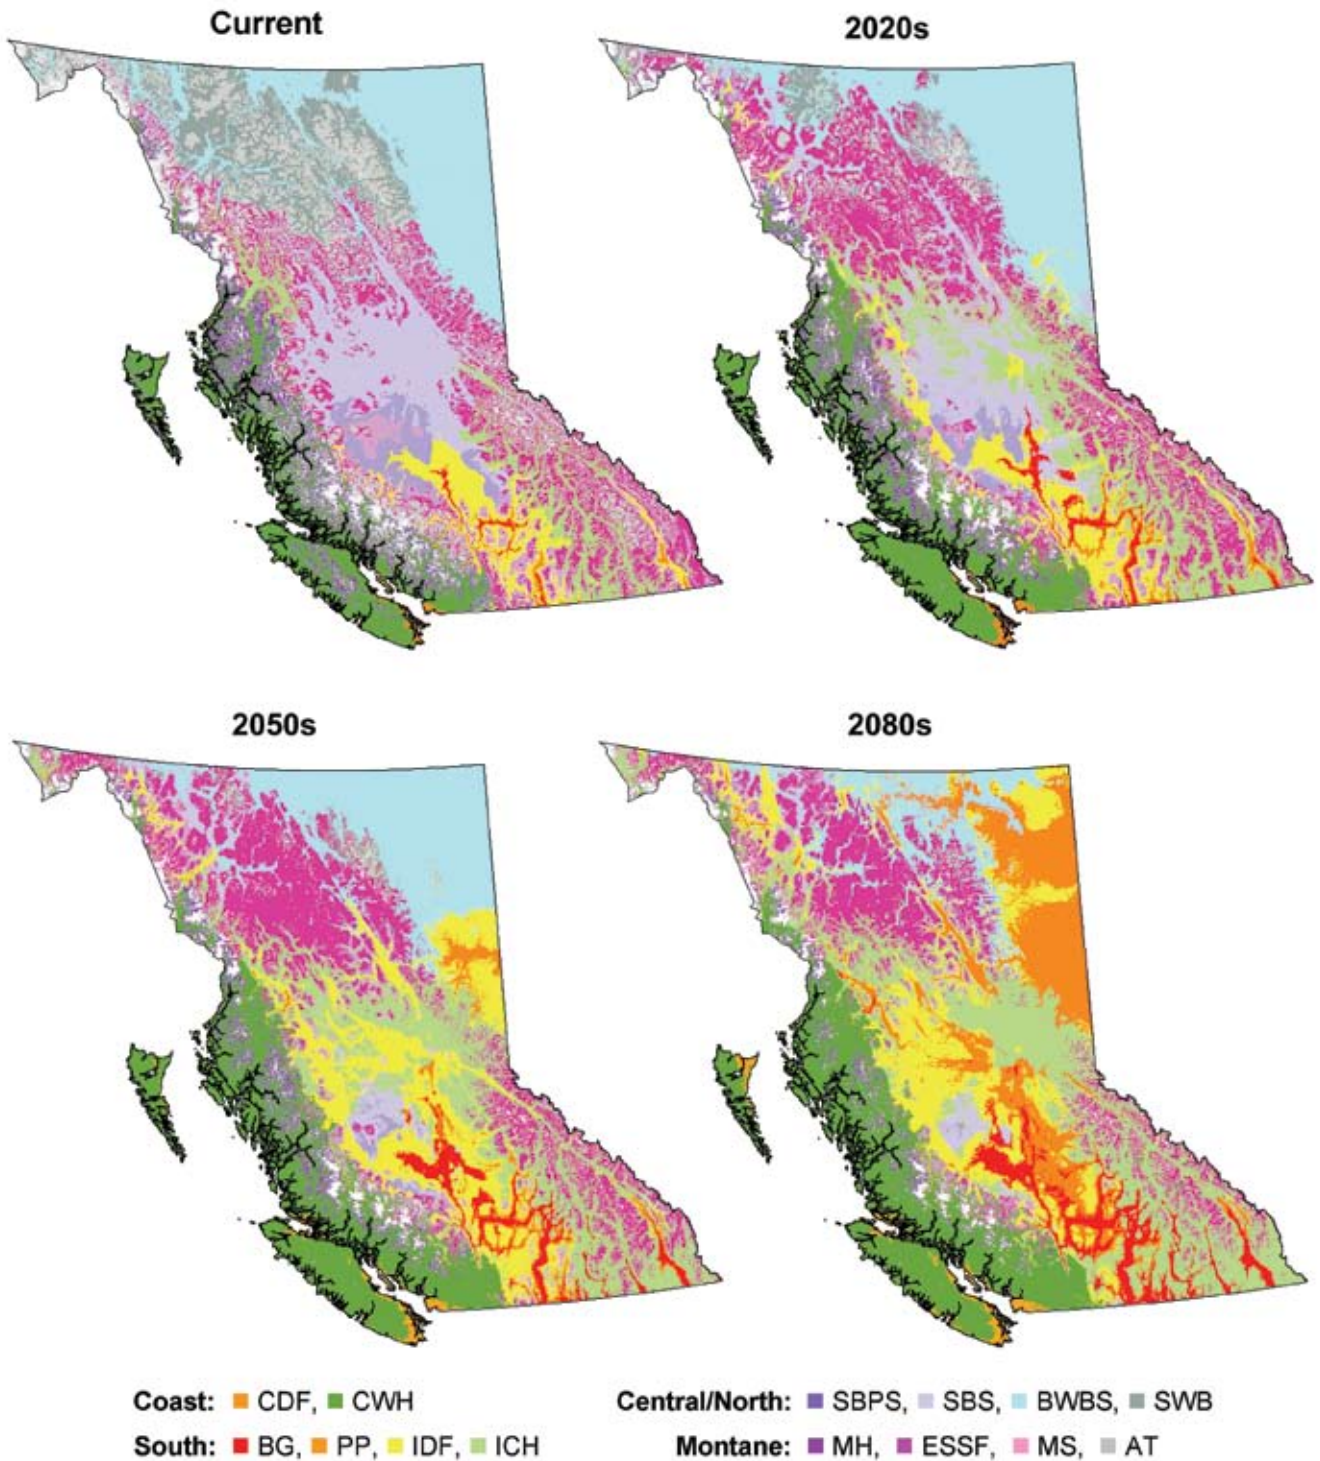 Current
2020s
2050s
2080s
Coast: CDF, CWH
Central/North: SBPS, SBS, BWBS, SWB
South: BG, PP, IDF, ICH
Montane: MH, ESSF, MS, AT